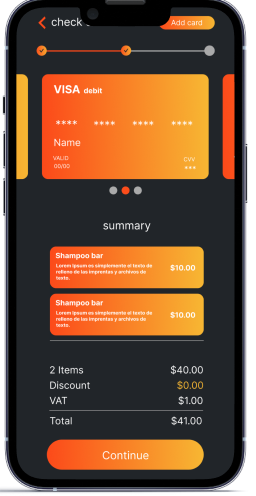 check
Add card
VISA debit
**** **** **** ****
Name
VALID
00/00
CVV
***
summary
Shampoo bar
Lorem Ipsum es simplemente el texto de
relleno de las imprentas y archivos de
texto.
$10.00
Shampoo bar
Lorem Ipsum es simplemente el texto de
relleno de las imprentas y archivos de
texto.
$10.00
2 Items $40.00
Discount $0.00
VAT $1.00
Total $41.00
Continue